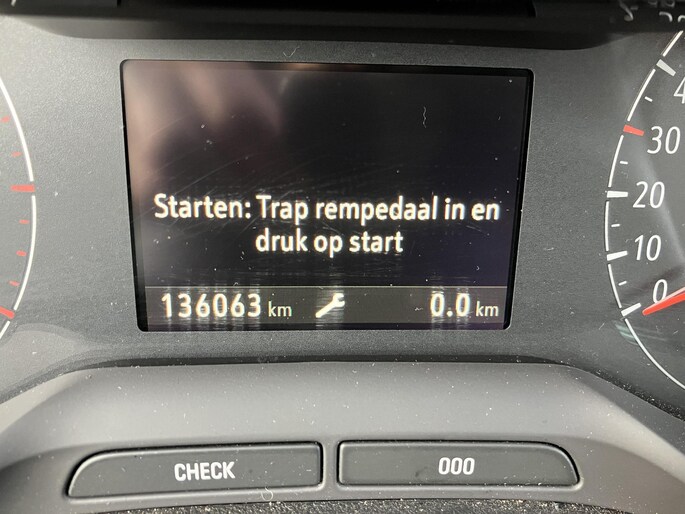 Starten: Trap rempedaal in en
druk op start
136063 km 0.0 km
30
20
10
0
CHECK 000